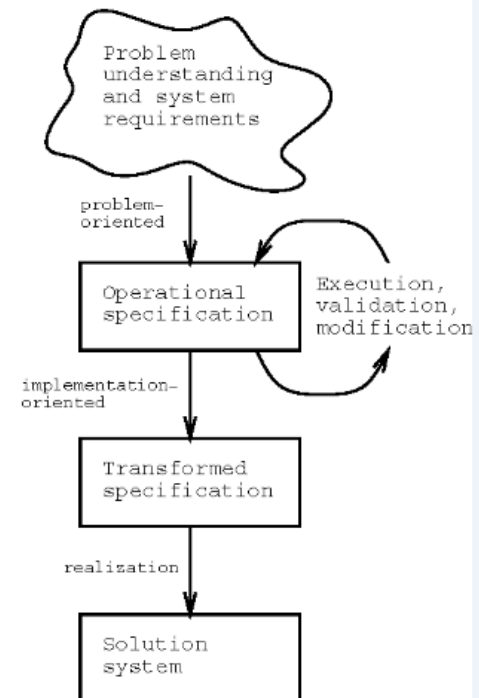 Problem
understanding
and system
requirements
problem-
oriented
Operational
specification
Execution,
validation,
modification
implementation-
oriented
Transformed
specification
realization
Solution
system